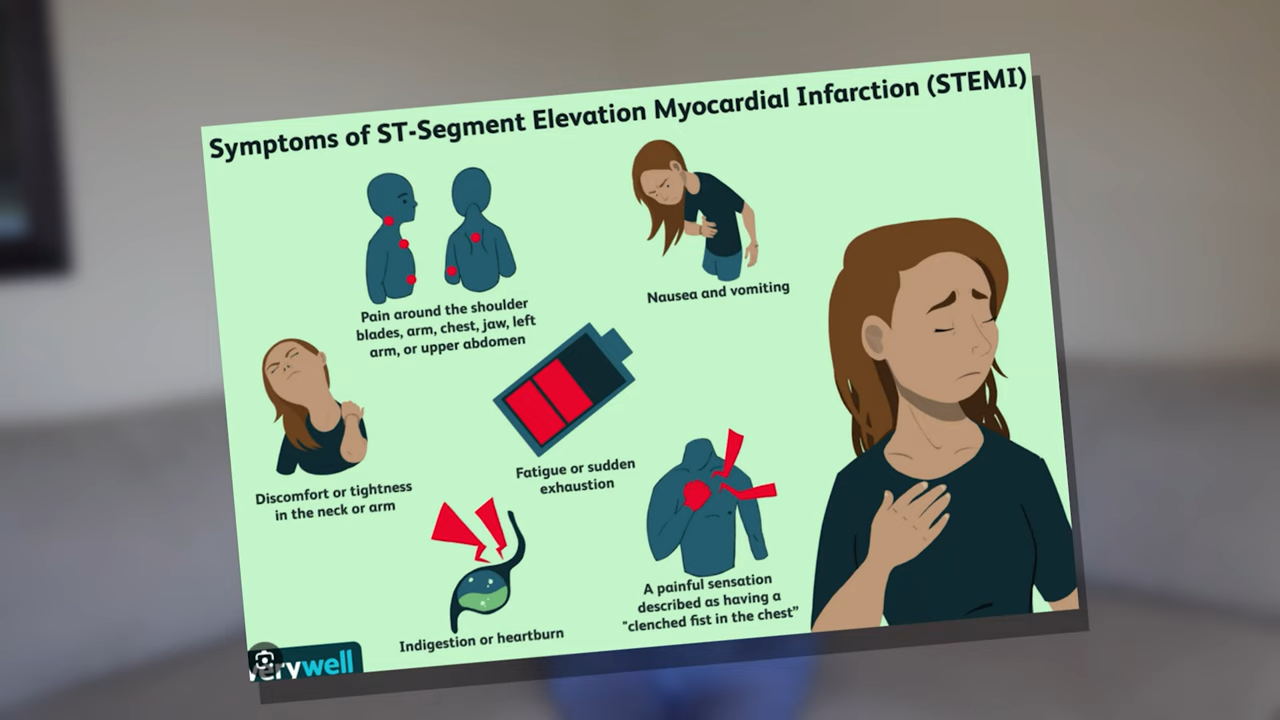 Symptoms of ST-Segment Elevation Myocardial Infarction (STEMI)
Pain around the shoulder
blades, arm, chest, jaw, left
arm, or upper abdomen
Nausea and vomiting
Discomfort or tightness
in the neck or arm
Fatigue or sudden
exhaustion
Indigestion or heartburn
A painful sensation
described as having a
"clenched fist in the chest"
verywell